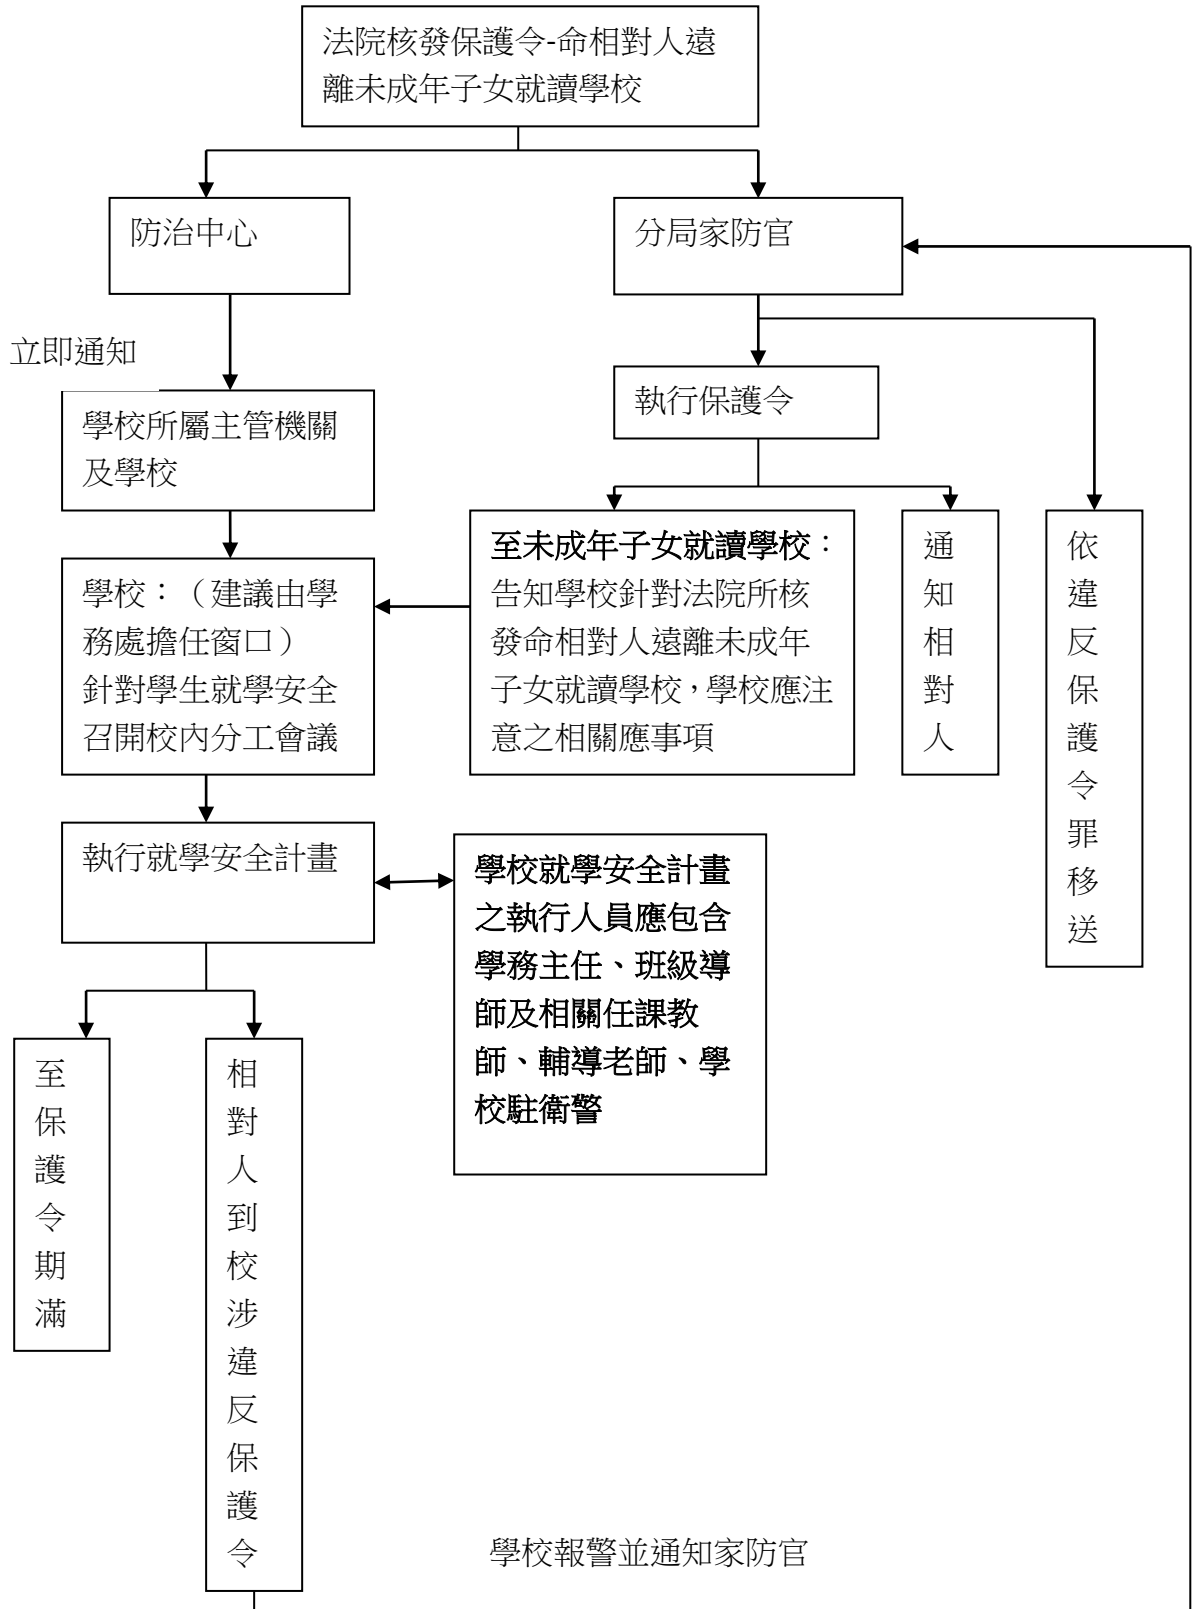 法院核發保護令-命相對人遠
離未成年子女就讀學校
防治中心
分局家防官
立即通知
學校所屬主管機關
及學校
執行保護令
學校：（建議由學
務處擔任窗口）
針對學生就學安全
召開校內分工會議
至未成年子女就讀學校：
告知學校針對法院所核
發命相對人遠離未成年
子女就讀學校，學校應注
意之相關應事項
通知相對人
依違反保護令罪移送
執行就學安全計畫
學校就學安全計畫
之執行人員應包含
學務主任、班級導
師及相關任課教
師、輔導老師、學
校駐衛警
至保護令期滿
相對人到校涉違反保護令
學校報警並通知家防官